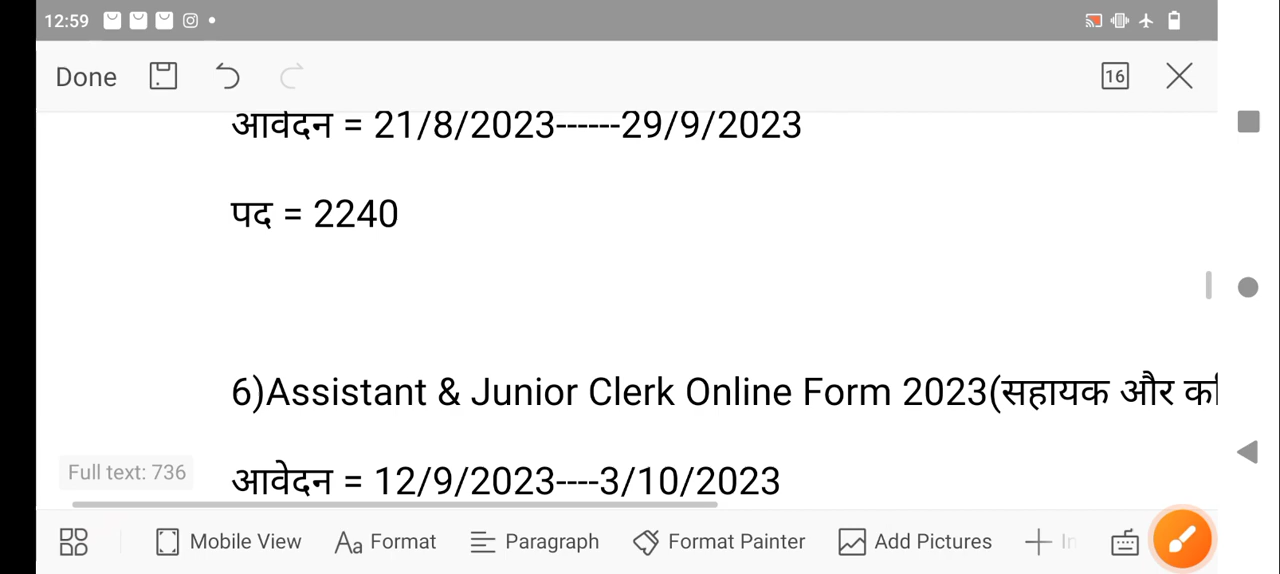 12:59
Done
16
आवेदन = 21/8/2023------29/9/2023
पद = 2240
6)Assistant & Junior Clerk Online Form 2023(सहायक और
Full text: 736
आवेदन = 12/9/2023----3/10/2023
Mobile View Aa Format Paragraph Format Painter Add Pictures